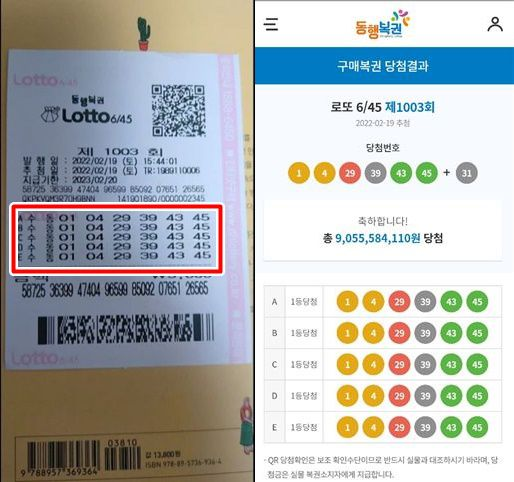 Lotto 6/45
동행복권
Lotto 6/45
제 1003 회
발 행 일 : 2022/02/19 (토) 15:44:01
추 첨 일 : 2022/02/19 (토) TR:1989110006
지급기한 : 2023/02/20
58725 36399 47404 96599 85092 07651 26565
A 수 동 01 04 29 39 43 45
B 수 동 01 04 29 39 43 45
C 수 동 01 04 29 39 43 45
D 수 동 01 04 29 39 43 45
E 수 동 01 04 29 39 43 45
58725 36399 47404 96599 85092 07651 26565
Lotto 6/45
03810
값 13,800원
9 788957 369364
ISBN 978-89-5736-936-4
동행복권
구매복권 당첨결과
로또 6/45 제1003회
2022-02-19 추첨
당첨번호
1 4 29 39 43 45 + 31
축하합니다!
총 9,055,584,110원 당첨
A 1등당첨 1 4 29 39 43 45
B 1등당첨 1 4 29 39 43 45
C 1등당첨 1 4 29 39 43 45
D 1등당첨 1 4 29 39 43 45
E 1등당첨 1 4 29 39 43 45
- QR 당첨확인은 보조 확인수단이므로 반드시 실물과 대조하시기 바라며, 당
첨금은 실물 복권소지자에게 지급합니다.